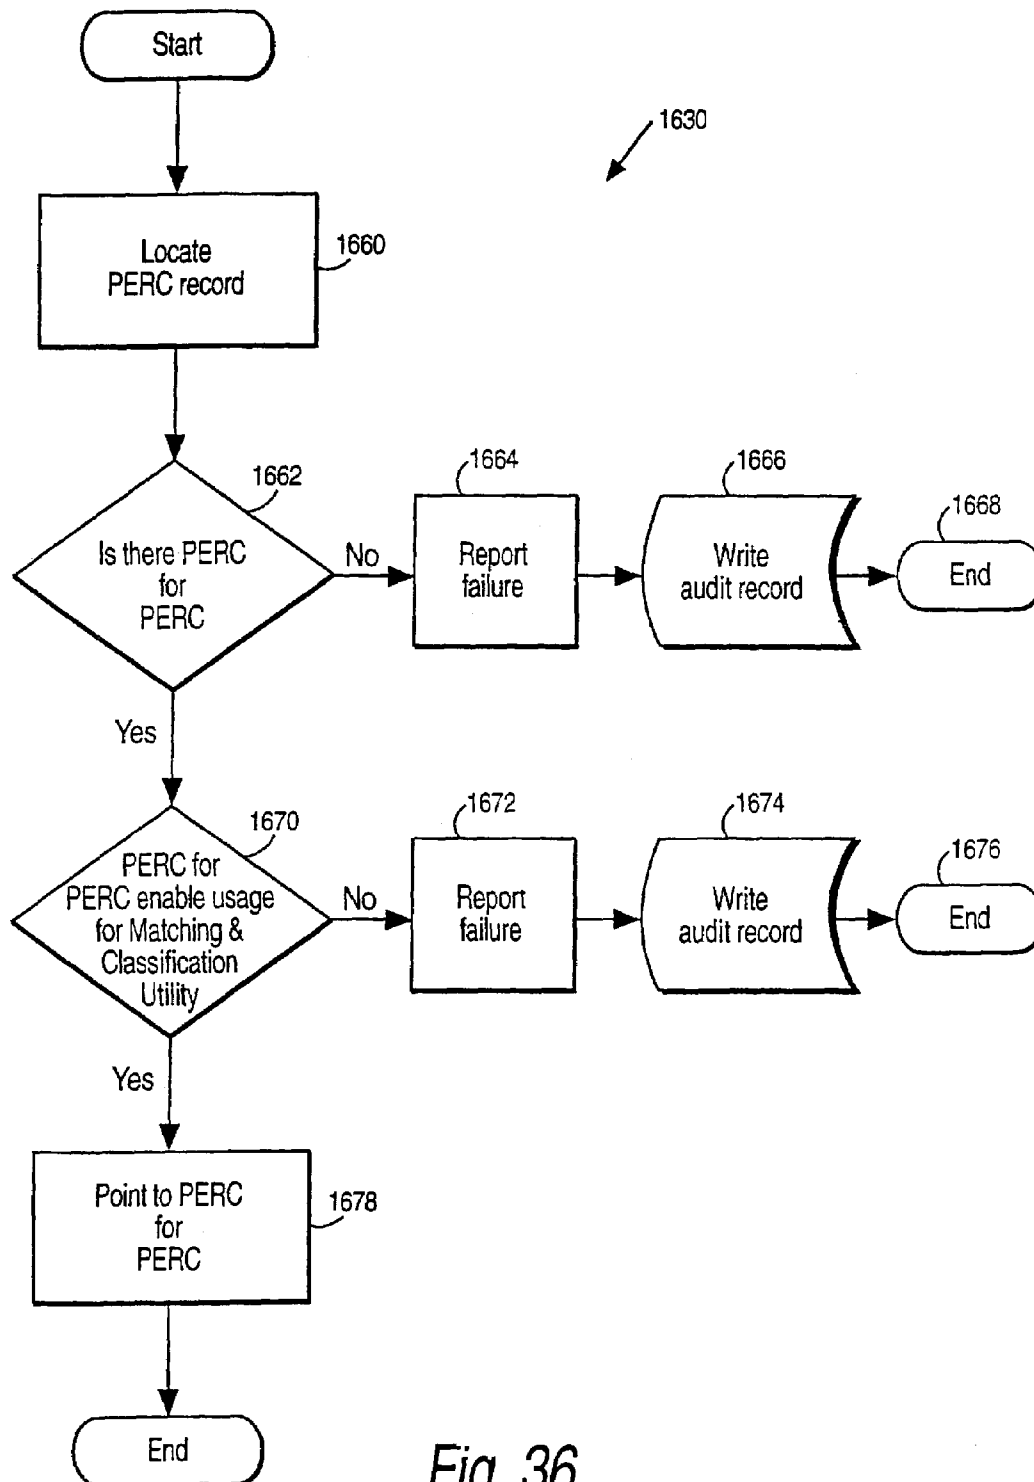 Start
1630
Locate
PERC record
1660
1662
Is there PERC
for
PERC
No
1664
Report
failure
1666
Write
audit record
1668
End
Yes
1670
PERC for
PERC enable usage
for Matching &
Classification
Utility
No
1672
Report
failure
1674
Write
audit record
1676
End
Yes
Point to PERC
for
PERC
1678
End
Fig. 36